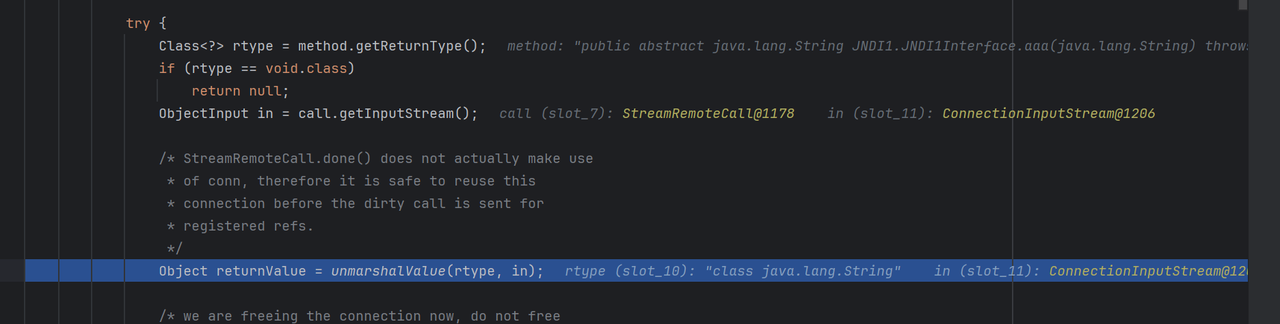 try {
Class<?> rtype = method.getReturnType(); method: "public abstract java.lang.String JNDI1.JNDI1Interface.aaa(java.lang.String) throws
if (rtype == void.class)
return null;
ObjectInput in = call.getInputStream(); call (slot_7): StreamRemoteCall@1178 in (slot_11): ConnectionInputStream@1206
/* StreamRemoteCall.done() does not actually make use
* of conn, therefore it is safe to reuse this
* connection before the dirty call is sent for
* registered refs.
*/
Object returnValue = unmarshalValue(rtype, in); rtype (slot_10): "class java.lang.String" in (slot_11): ConnectionInputStream@120
/* we are freeing the connection now, do not free